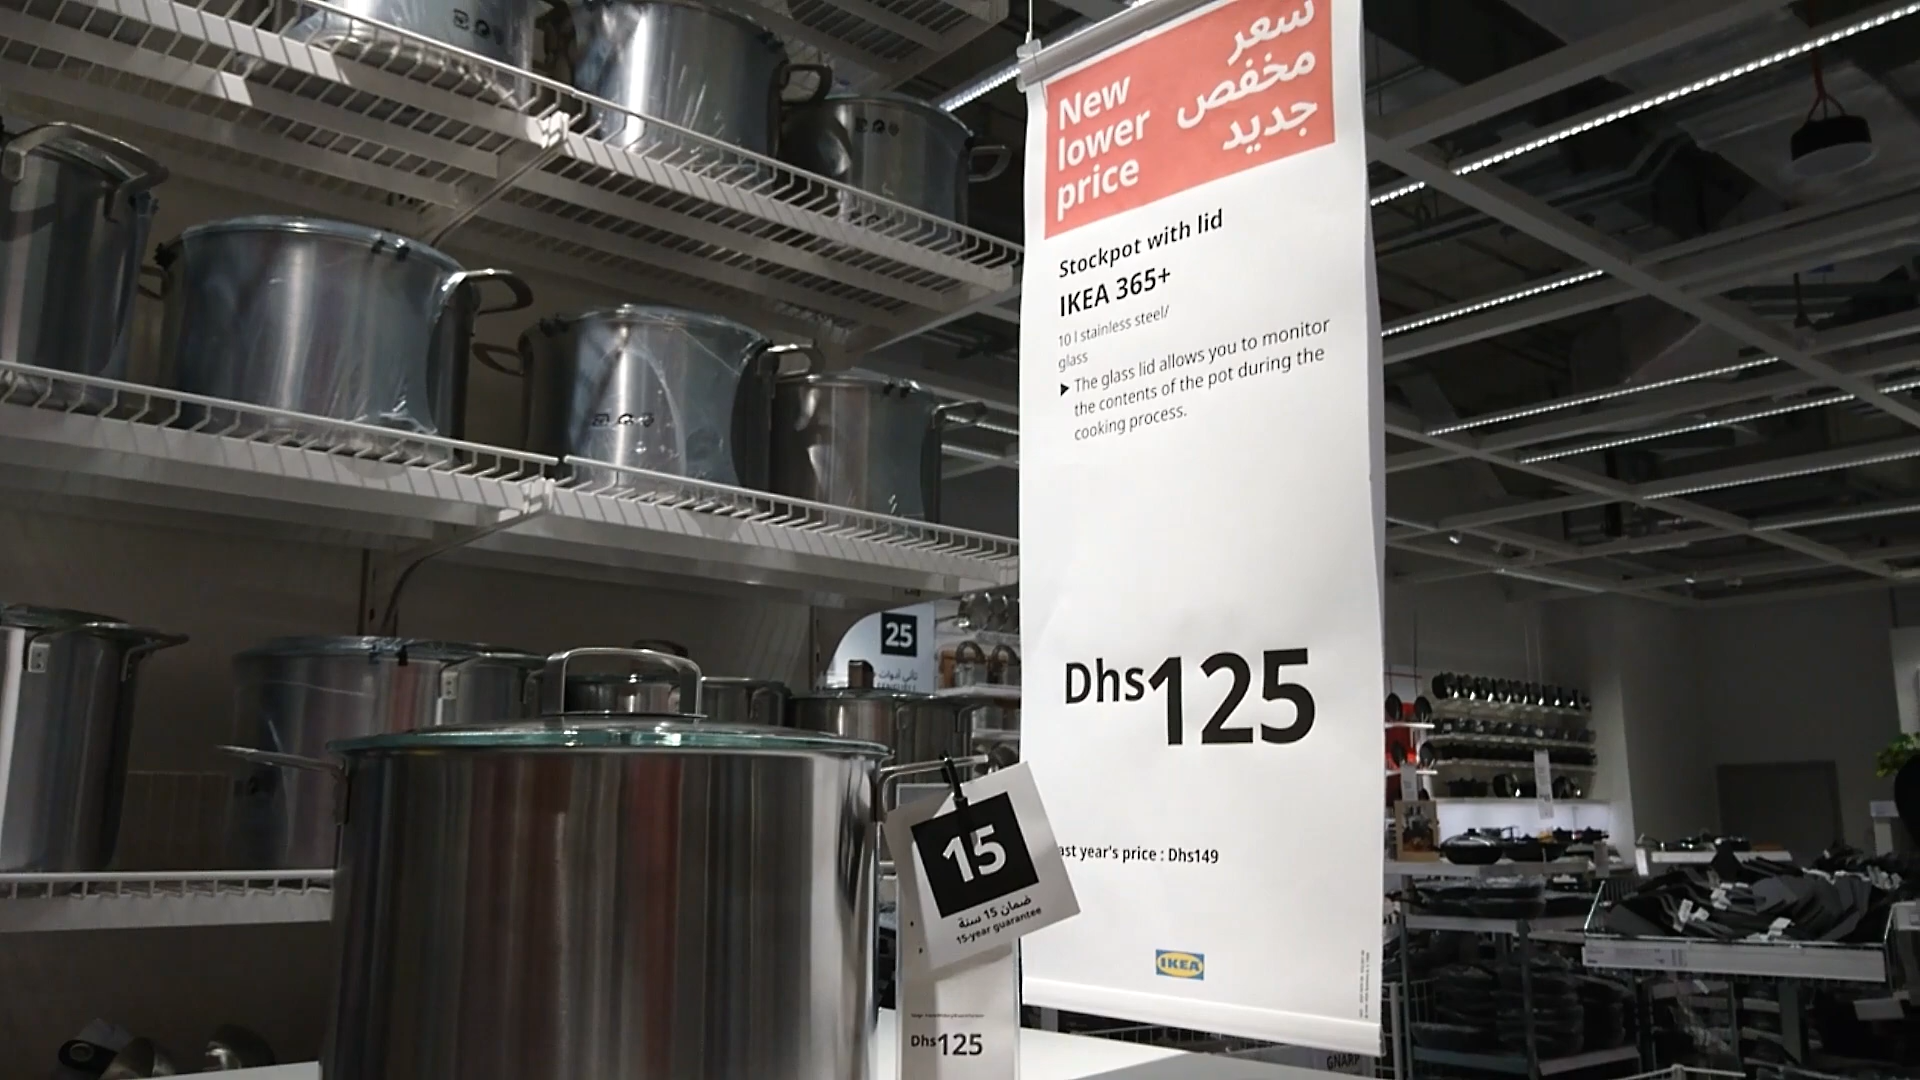 New
lower
price
سعر
مخفض
جديد
Stockpot with lid
IKEA 365+
10 l stainless steel/
glass
▶ The glass lid allows you to monitor
the contents of the pot during the
cooking process.
Dhs125
ast year's price : Dhs149
IKEA
25
15
ضمان 15 سنة
15-year guarantee
Dhs125
GNARP